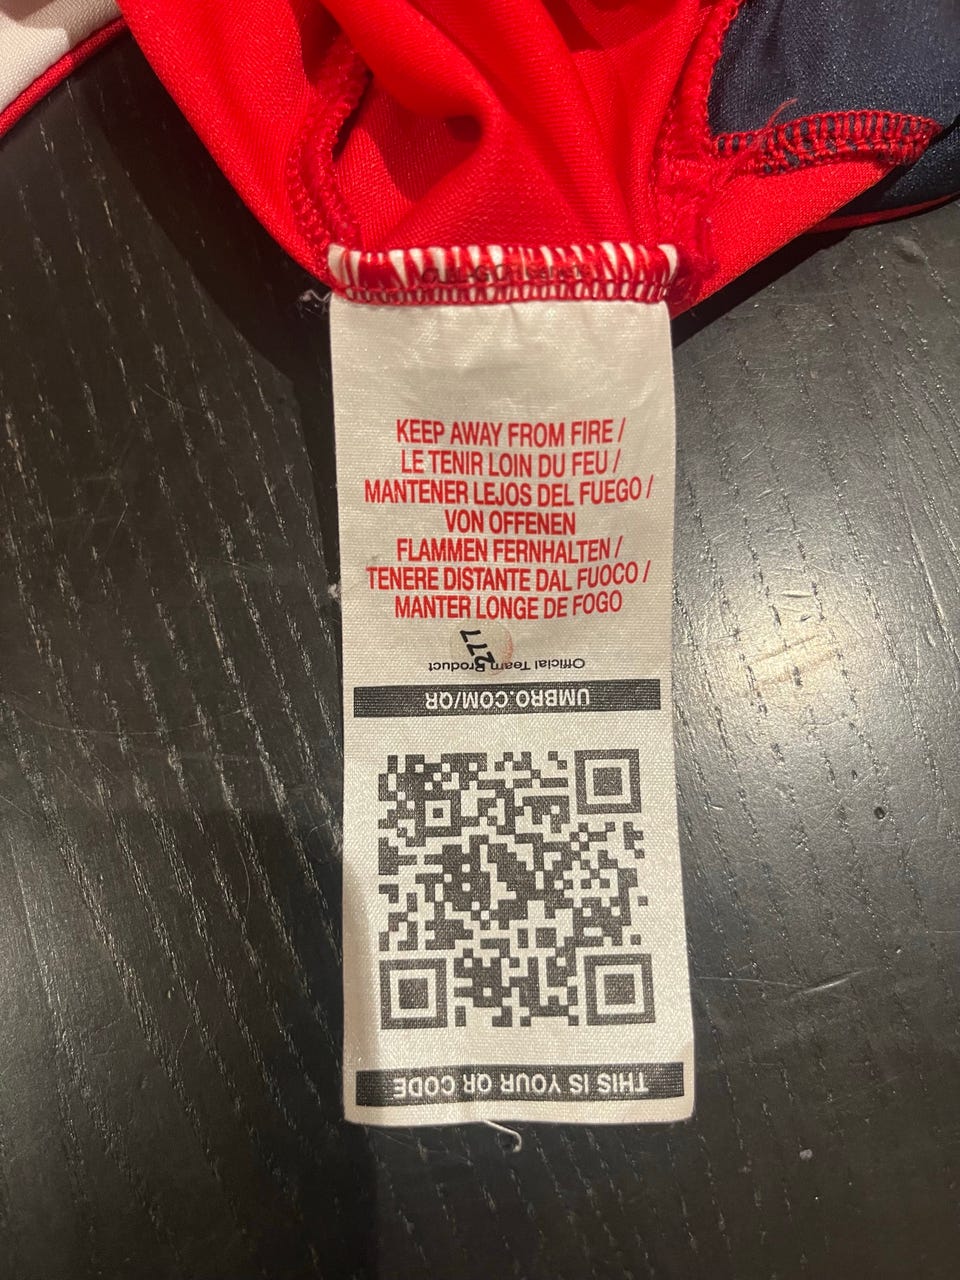 KEEP AWAY FROM FIRE /
LE TENIR LOIN DU FEU /
MANTENER LEJOS DEL FUEGO /
VON OFFENEN
FLAMMEN FERNHALTEN /
TENERE DISTANTE DAL FUOCO /
MANTER LONGE DE FOGO
277
Official Team Product
UMBRO.COM/QR
THIS IS YOUR QR CODE